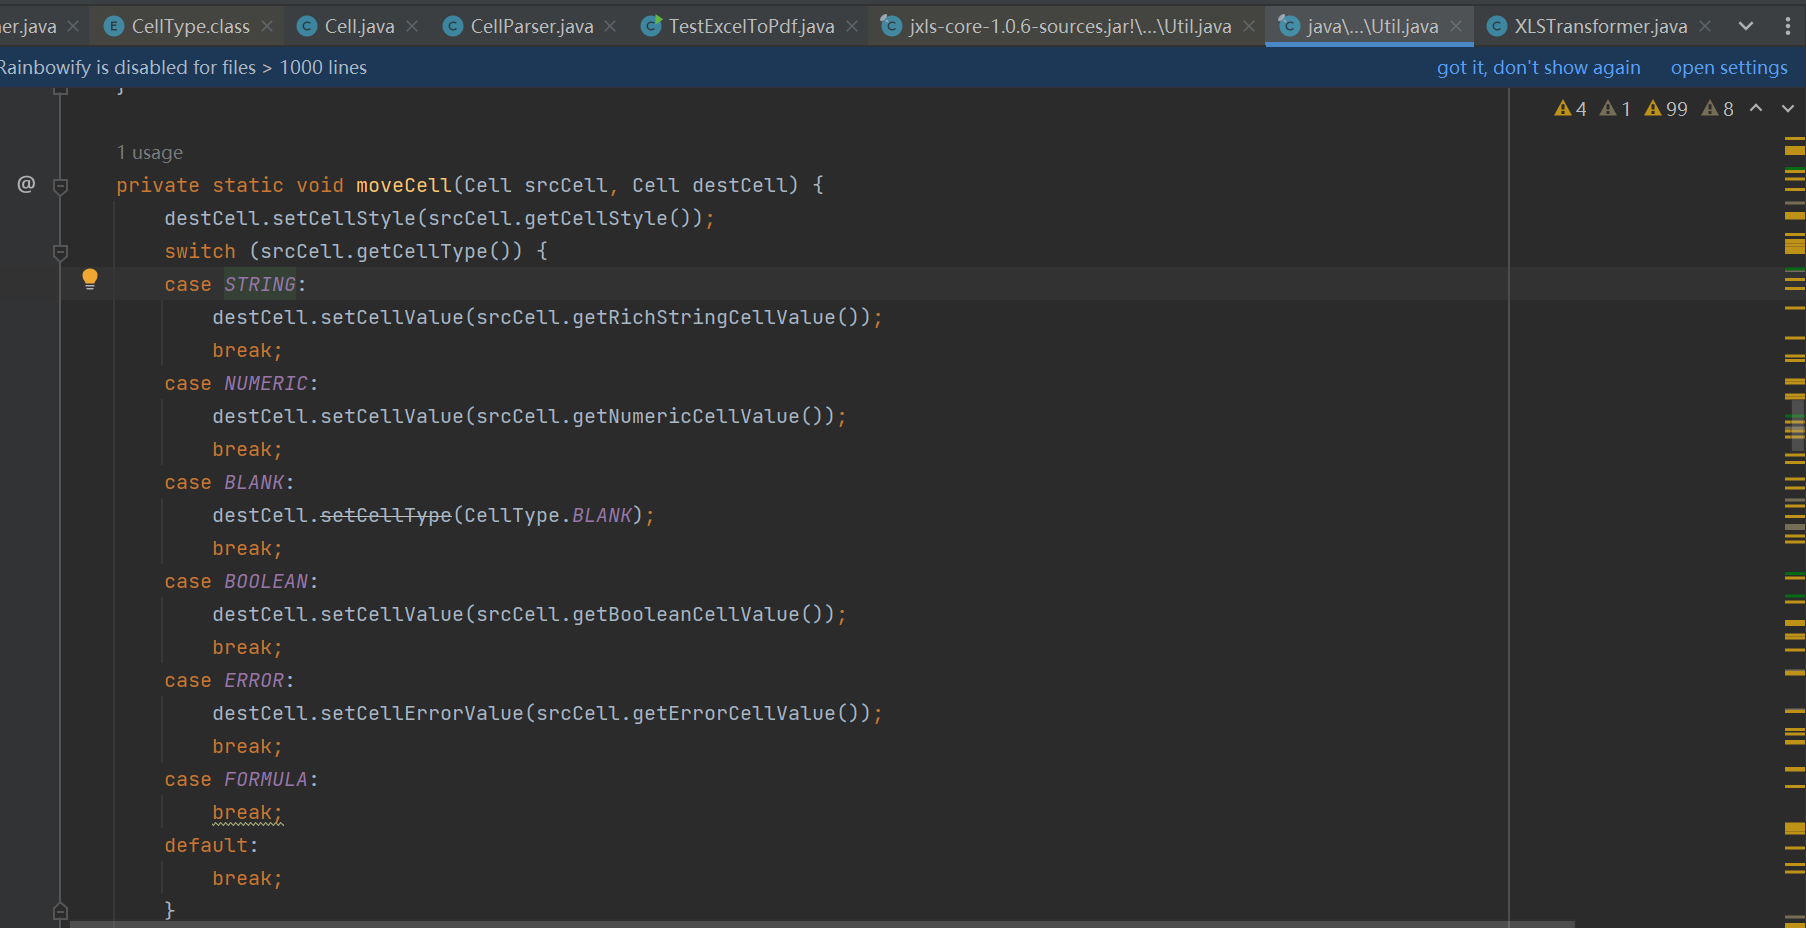 er.java CellType.class Cell.java CellParser.java TestExcelToPdf.java jxls-core-1.0.6-sources.jar!\...\Util.java java\...\Util.java XLSTransformer.java
Rainbowify is disabled for files > 1000 lines got it, don't show again open settings
}
4 1 99 8
1 usage
@ private static void moveCell(Cell srcCell, Cell destCell) {
destCell.setCellStyle(srcCell.getCellStyle());
switch (srcCell.getCellType()) {
case STRING:
destCell.setCellValue(srcCell.getRichStringCellValue());
break;
case NUMERIC:
destCell.setCellValue(srcCell.getNumericCellValue());
break;
case BLANK:
destCell.setCellType(CellType.BLANK);
break;
case BOOLEAN:
destCell.setCellValue(srcCell.getBooleanCellValue());
break;
case ERROR:
destCell.setCellErrorValue(srcCell.getErrorCellValue());
break;
case FORMULA:
break;
default:
break;
}